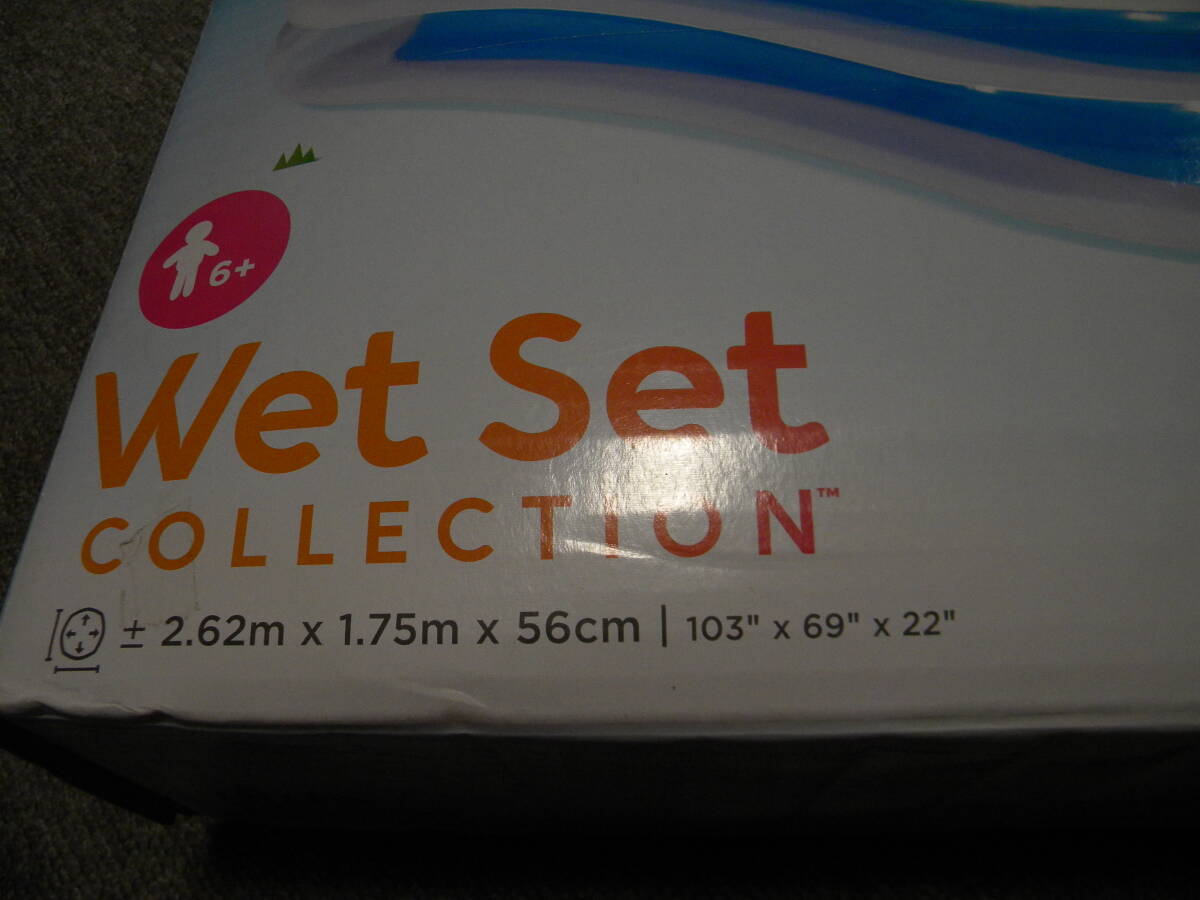 6+
Wet Set
COLLECTION™
± 2.62m x 1.75m x 56cm | 103" x 69" x 22"